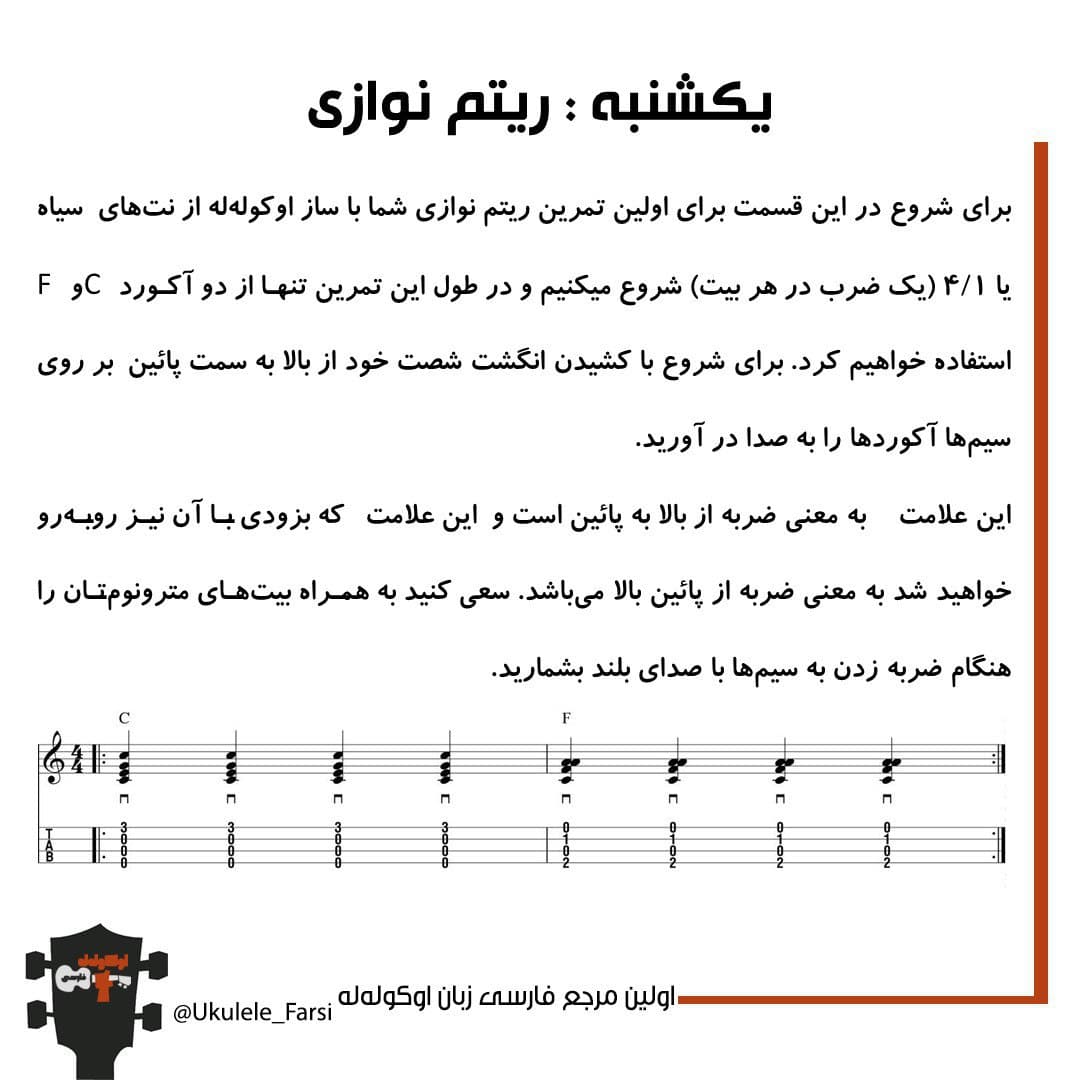 یکشنبه : ریتم نوازی
برای شروع در این قسمت برای اولین تمرین ریتم نوازی شما با ساز اوکوله‌له از نت‌های سیاه
یا ۴/۱ (یک ضرب در هر بیت) شروع میکنیم و در طول این تمرین تنها از دو آکورد C و F
استفاده خواهیم کرد. برای شروع با کشیدن انگشت شصت خود از بالا به سمت پائین بر روی
سیم‌ها آکوردها را به صدا در آورید.
این علامت به معنی ضربه از بالا به پائین است و این علامت که بزودی با آن نیز روبه‌رو
خواهید شد به معنی ضربه از پائین بالا می‌باشد. سعی کنید به همراه بیت‌های مترونوم‌تان را
هنگام ضربه زدن به سیم‌ها با صدای بلند بشمارید.
C F
4
4
T 3 3 3 3 0 0 0 0
A 0 0 0 0 1 1 1 1
B 0 0 0 0 0 0 0 0
0 0 0 0 2 2 2 2
اوکوله‌له
فارسی
اولین مرجع فارسی زبان اوکوله‌له
@Ukulele_Farsi